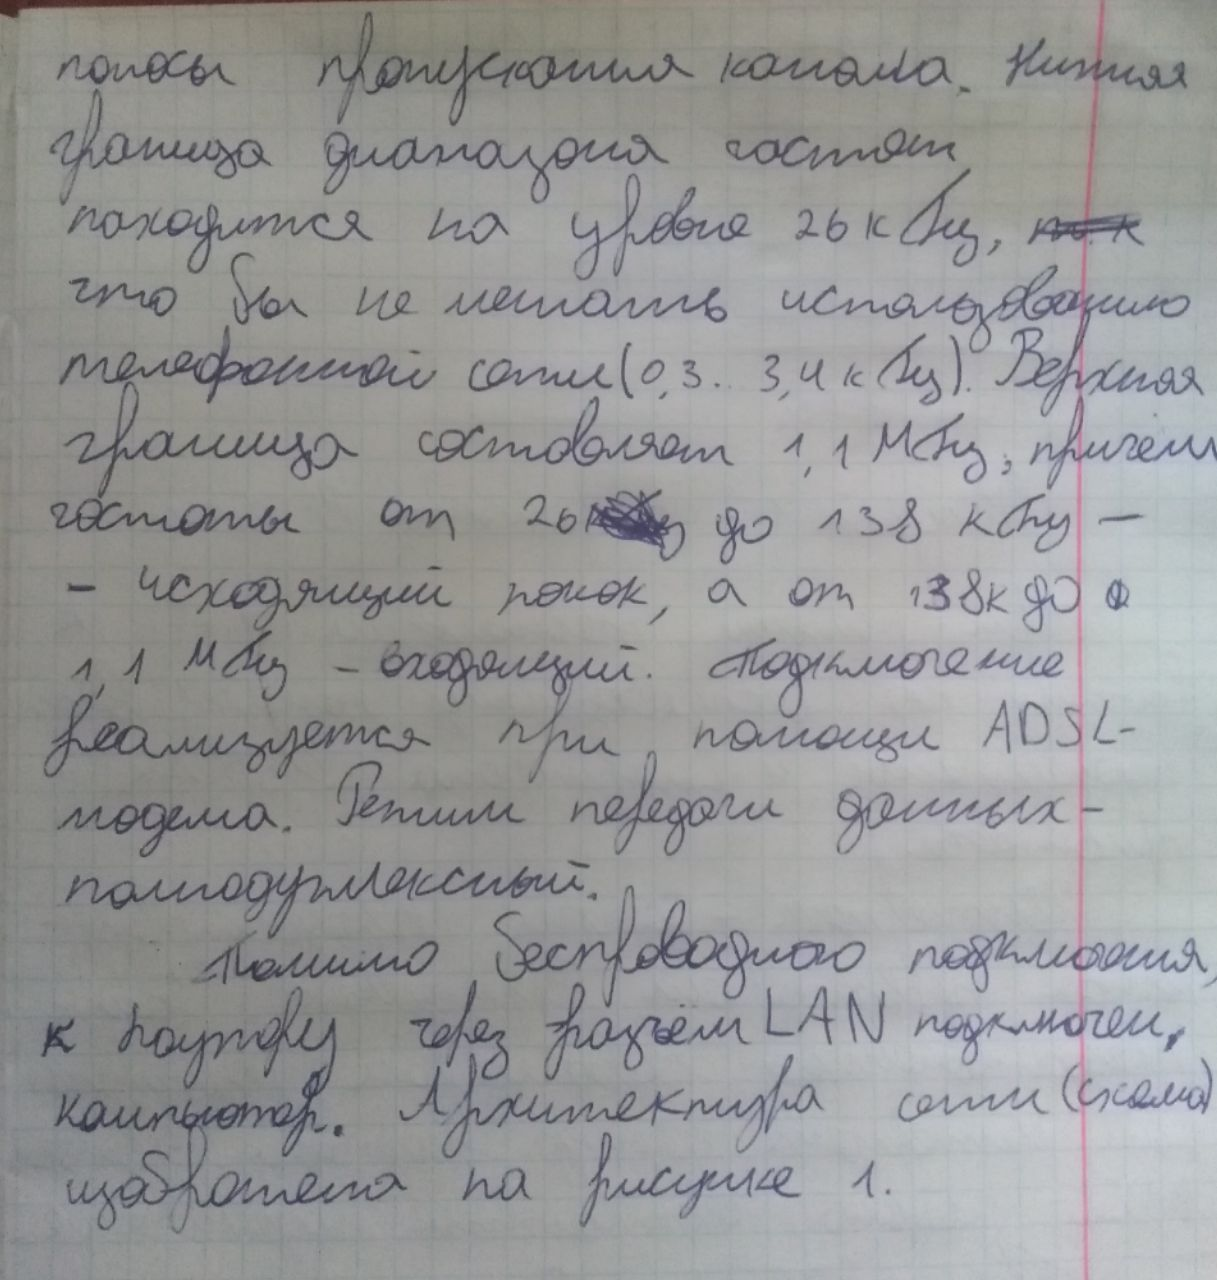 полосы пропускания канала. Нижняя
граница диапазона частот
находится на уровне 26 кГц,
что бы не мешать использованию
телефонной сети (0,3.. 3,4 кГц). Верхняя
граница составляет 1,1 МГц, причём
частоты от 26 до 138 кГц –
– исходящий поток, а от 138к до
1,1 МГц – входящий. Подключение
реализуется при помощи ADSL-
модема. Режим передачи данных –
полнодуплексный.
Помимо беспроводного подключения,
к роутеру через разъём LAN подключен,
компьютер. Архитектура сети (схема)
изображена на рисунке 1.